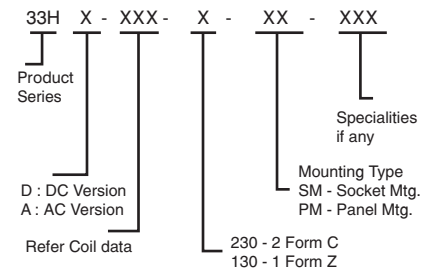 33H X - XXX - X - XX - XXX
Product
Series
Specialities
if any
Mounting Type
SM - Socket Mtg.
PM - Panel Mtg.
D : DC Version
A : AC Version
Refer Coil data
230 - 2 Form C
130 - 1 Form Z